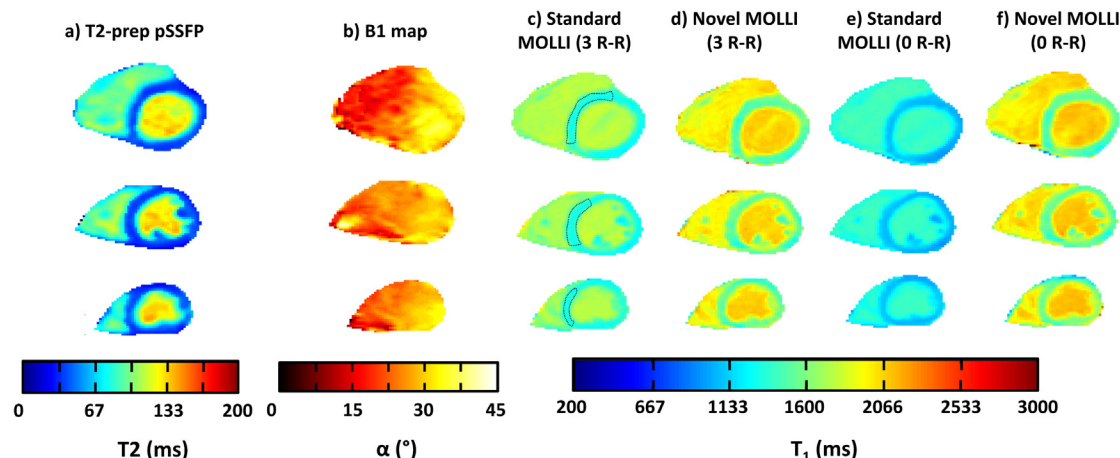 a) T2-prep pSSFP
b) B1 map
c) Standard
MOLLI (3 R-R)
d) Novel MOLLI
(3 R-R)
e) Standard
MOLLI (0 R-R)
f) Novel MOLLI
(0 R-R)
0 67 133 200
T2 (ms)
0 15 30 45
α (°)
200 667 1133 1600 2066 2533 3000
T₁ (ms)